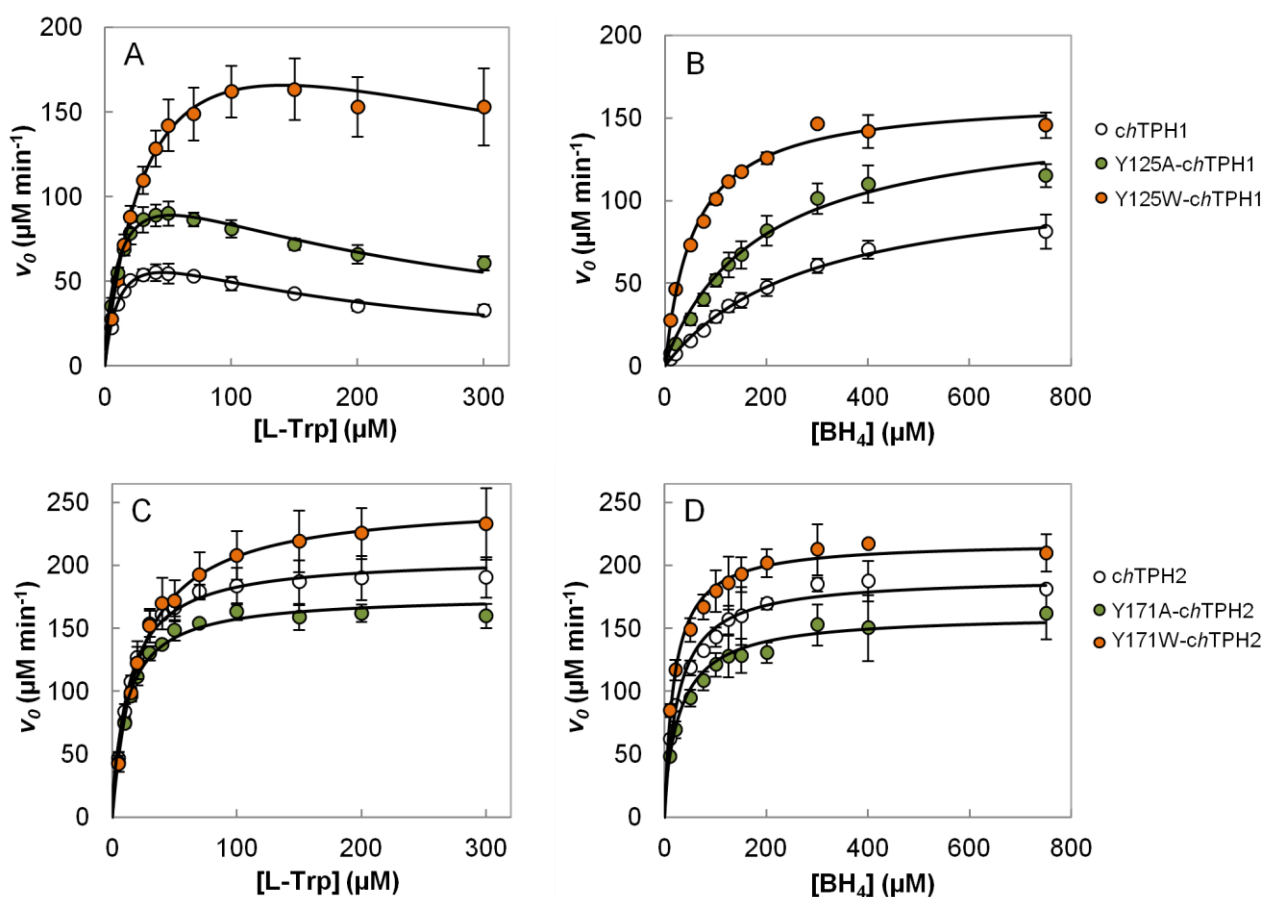 A
200
150
100
50
0
v₀ (µM min⁻¹)
0 100 200 300
[L-Trp] (µM)
B
200
150
100
50
0
v₀ (µM min⁻¹)
0 200 400 600 800
[BH₄] (µM)
chTPH1
Y125A-chTPH1
Y125W-chTPH1
C
250
200
150
100
50
0
v₀ (µM min⁻¹)
0 100 200 300
[L-Trp] (µM)
D
250
200
150
100
50
0
v₀ (µM min⁻¹)
0 200 400 600 800
[BH₄] (µM)
chTPH2
Y171A-chTPH2
Y171W-chTPH2